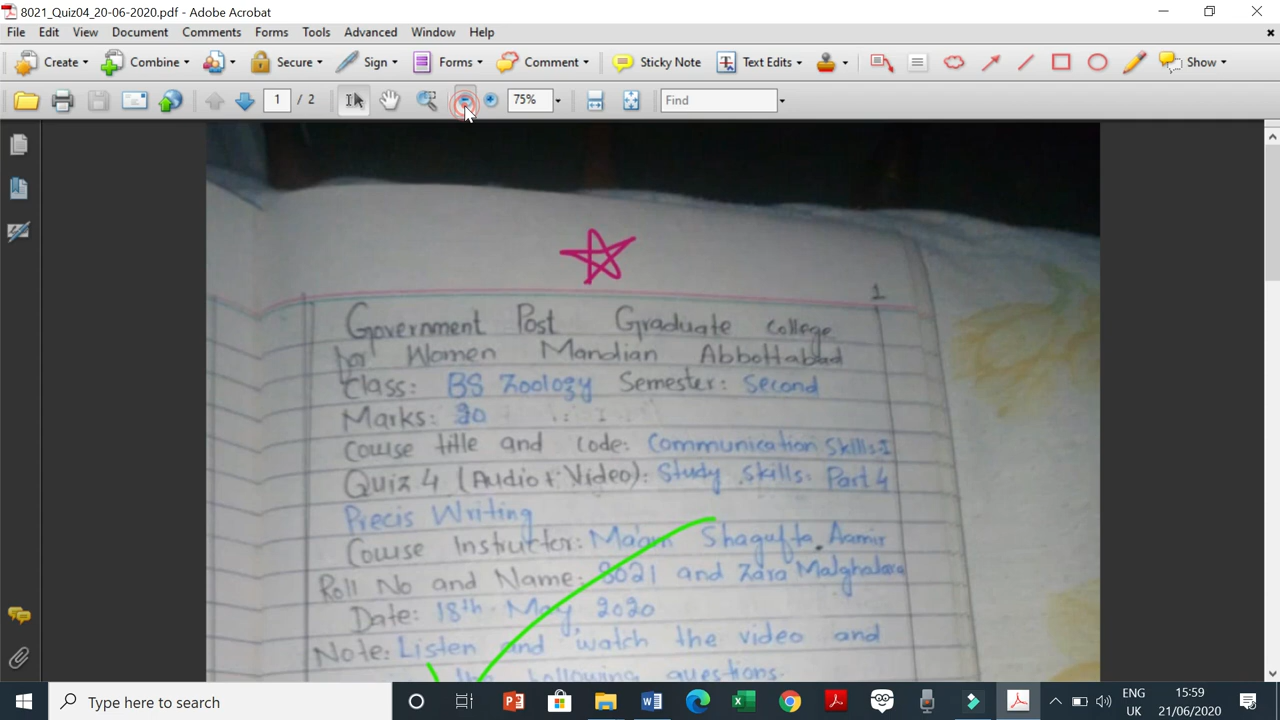 8021_Quiz04_20-06-2020.pdf - Adobe Acrobat
File Edit View Document Comments Forms Tools Advanced Window Help
Create Combine Secure Sign Forms Comment Sticky Note Text Edits Show
1 / 2 75% Find
1
Government Post Graduate college
for Women Mandian Abbottabad
Class: BS Zoology Semester: Second
Marks: 20
Course title and code: Communication Skills-I
Quiz 4 (Audio + Video): Study skills: Part 4
Precis Writing
Course Instructor: Ma'am Shagufta Aamir
Roll No and Name: 8021 and Zara Malghalara
Date: 18th May, 2020
Note: Listen and watch the video and
the following questions.
Type here to search
ENG 15:59
UK 21/06/2020